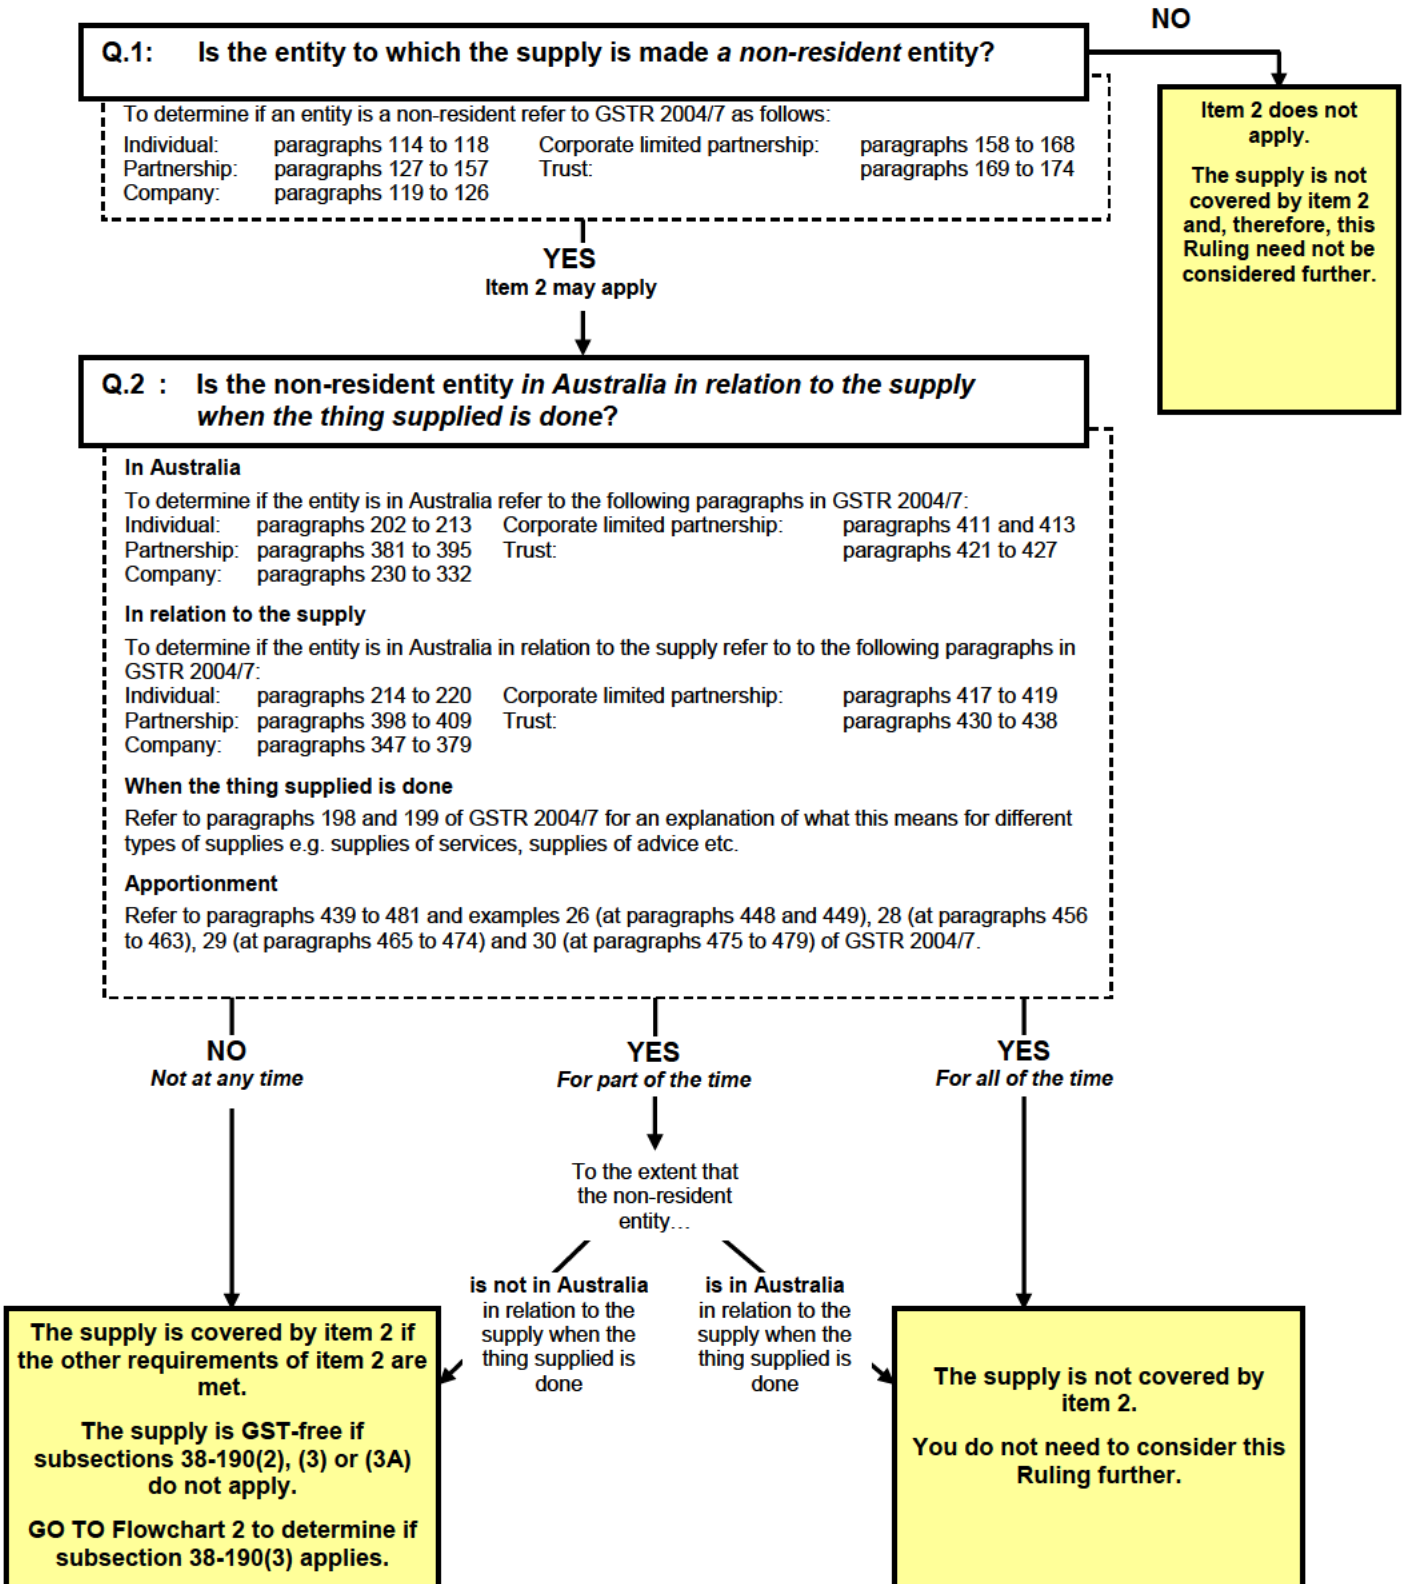 NO
Q.1: Is the entity to which the supply is made a non-resident entity?
To determine if an entity is a non-resident refer to GSTR 2004/7 as follows:
Individual: paragraphs 114 to 118 Corporate limited partnership: paragraphs 158 to 168
Partnership: paragraphs 127 to 157 Trust: paragraphs 169 to 174
Company: paragraphs 119 to 126
Item 2 does not
apply.
The supply is not
covered by item 2
and, therefore, this
Ruling need not be
considered further.
YES
Item 2 may apply
Q.2 : Is the non-resident entity in Australia in relation to the supply
when the thing supplied is done?
In Australia
To determine if the entity is in Australia refer to the following paragraphs in GSTR 2004/7:
Individual: paragraphs 202 to 213 Corporate limited partnership: paragraphs 411 and 413
Partnership: paragraphs 381 to 395 Trust: paragraphs 421 to 427
Company: paragraphs 230 to 332
In relation to the supply
To determine if the entity is in Australia in relation to the supply refer to to the following paragraphs in
GSTR 2004/7:
Individual: paragraphs 214 to 220 Corporate limited partnership: paragraphs 417 to 419
Partnership: paragraphs 398 to 409 Trust: paragraphs 430 to 438
Company: paragraphs 347 to 379
When the thing supplied is done
Refer to paragraphs 198 and 199 of GSTR 2004/7 for an explanation of what this means for different
types of supplies e.g. supplies of services, supplies of advice etc.
Apportionment
Refer to paragraphs 439 to 481 and examples 26 (at paragraphs 448 and 449), 28 (at paragraphs 456
to 463), 29 (at paragraphs 465 to 474) and 30 (at paragraphs 475 to 479) of GSTR 2004/7.
NO
Not at any time
YES
For part of the time
YES
For all of the time
To the extent that
the non-resident
entity…
is not in Australia
in relation to the
supply when the
thing supplied is
done
is in Australia
in relation to the
supply when the
thing supplied is
done
The supply is covered by item 2 if
the other requirements of item 2 are
met.
The supply is GST-free if
subsections 38-190(2), (3) or (3A)
do not apply.
GO TO Flowchart 2 to determine if
subsection 38-190(3) applies.
The supply is not covered by
item 2.
You do not need to consider this
Ruling further.